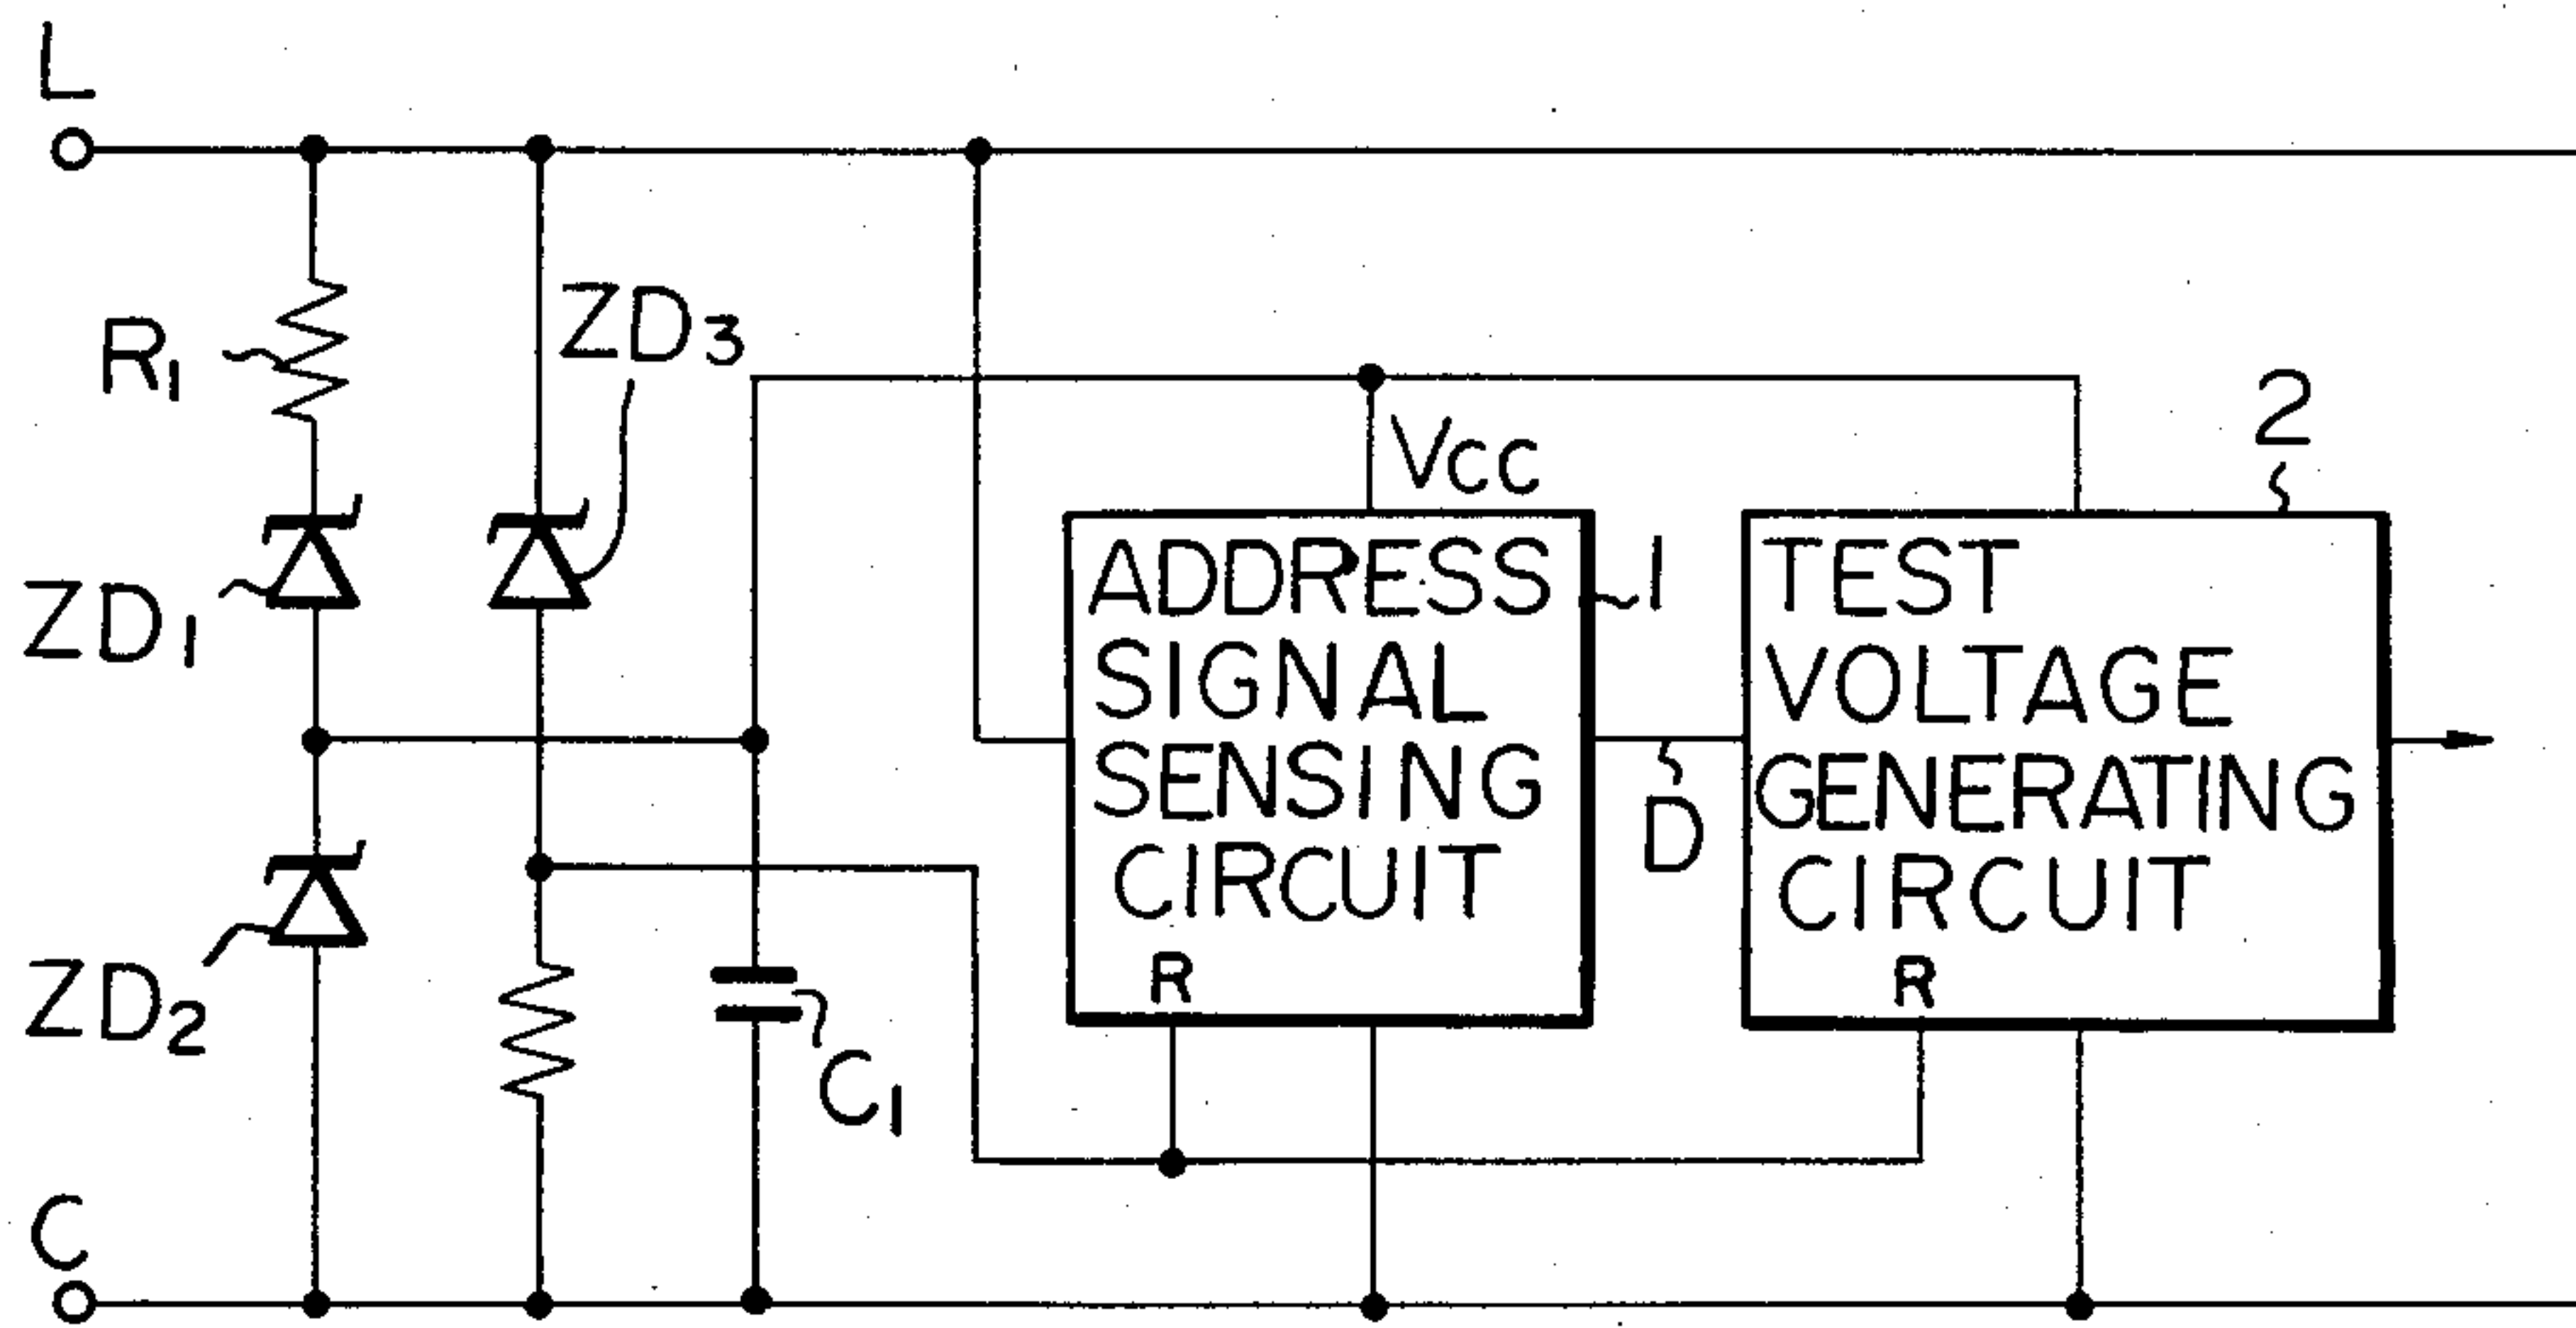 L
R1
ZD3
2
VCC
ZD1
ADDRESS
SIGNAL
SENSING
CIRCUIT
R
1
TEST
VOLTAGE
GENERATING
CIRCUIT
R
D
ZD2
C1
C